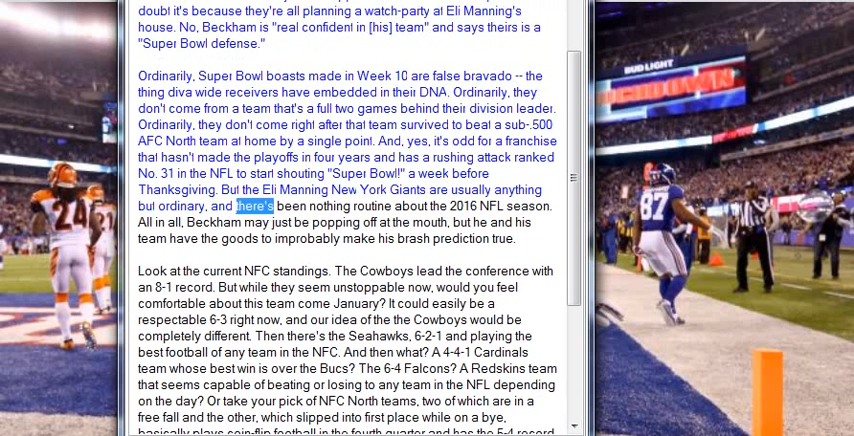 doubt it's because they're all planning a watch-party at Eli Manning's
house. No, Beckham is "real confident in [his] team" and says theirs is a
"Super Bowl defense."
Ordinarily, Super Bowl boasts made in Week 10 are false bravado -- the
thing diva wide receivers have embedded in their DNA. Ordinarily, they
don't come from a team that's a full two games behind their division leader.
Ordinarily, they don't come right after that team survived to beat a sub-.500
AFC North team at home by a single point. And, yes, it's odd for a franchise
that hasn't made the playoffs in four years and has a rushing attack ranked
No. 31 in the NFL to start shouting "Super Bowl!" a week before
Thanksgiving. But the Eli Manning New York Giants are usually anything
but ordinary, and there's been nothing routine about the 2016 NFL season.
All in all, Beckham may just be popping off at the mouth, but he and his
team have the goods to improbably make his brash prediction true.
Look at the current NFC standings. The Cowboys lead the conference with
an 8-1 record. But while they seem unstoppable now, would you feel
comfortable about this team come January? It could easily be a
respectable 6-3 right now, and our idea of the the Cowboys would be
completely different. Then there's the Seahawks, 6-2-1 and playing the
best football of any team in the NFC. And then what? A 4-4-1 Cardinals
team whose best win is over the Bucs? The 6-4 Falcons? A Redskins team
that seems capable of beating or losing to any team in the NFL depending
on the day? Or take your pick of NFC North teams, two of which are in a
free fall and the other, which slipped into first place while on a bye,
basically plays coin-flip football in the fourth quarter and has the 5-4 record
BUD LIGHT
24
87